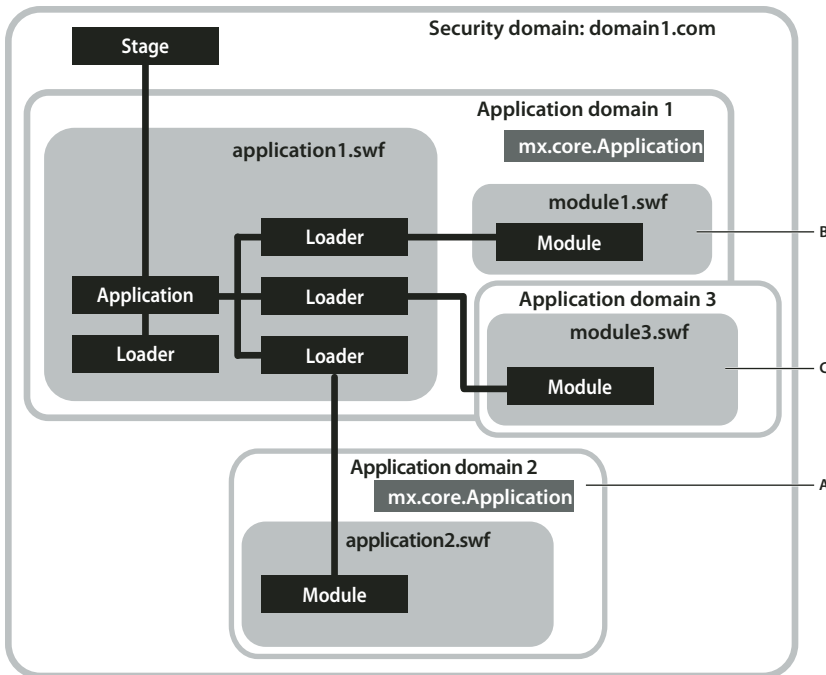 Security domain: domain1.com
Stage
Application domain 1
mx.core.Application
application1.swf
module1.swf
Loader
Module
B
Application
Loader
Application domain 3
module3.swf
Loader
Loader
Module
C
Application domain 2
mx.core.Application
A
application2.swf
Module